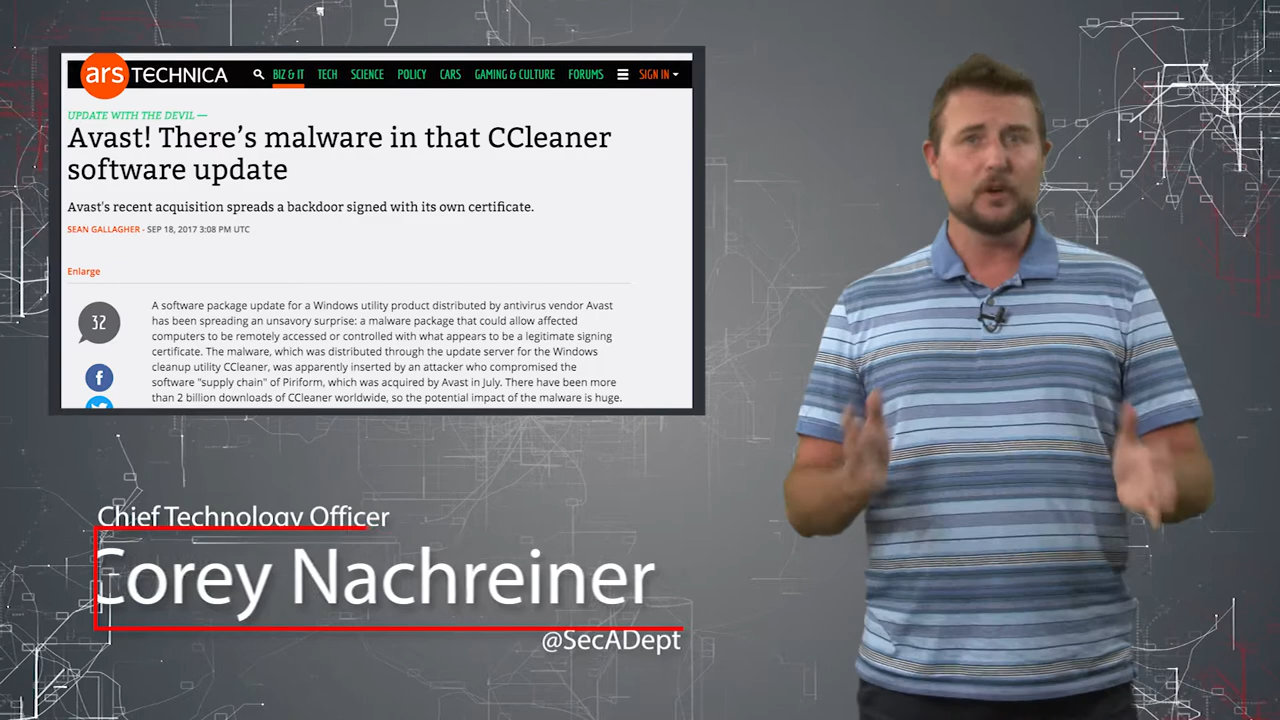 ars TECHNICA BIZ & IT TECH SCIENCE POLICY CARS GAMING & CULTURE FORUMS SIGN IN
UPDATE WITH THE DEVIL —
Avast! There’s malware in that CCleaner
software update
Avast's recent acquisition spreads a backdoor signed with its own certificate.
SEAN GALLAGHER - SEP 18, 2017 3:08 PM UTC
Enlarge
32
A software package update for a Windows utility product distributed by antivirus vendor Avast
has been spreading an unsavory surprise: a malware package that could allow affected
computers to be remotely accessed or controlled with what appears to be a legitimate signing
certificate. The malware, which was distributed through the update server for the Windows
cleanup utility CCleaner, was apparently inserted by an attacker who compromised the
software "supply chain" of Piriform, which was acquired by Avast in July. There have been more
than 2 billion downloads of CCleaner worldwide, so the potential impact of the malware is huge.
Chief Technology Officer
Corey Nachreiner
@SecADept